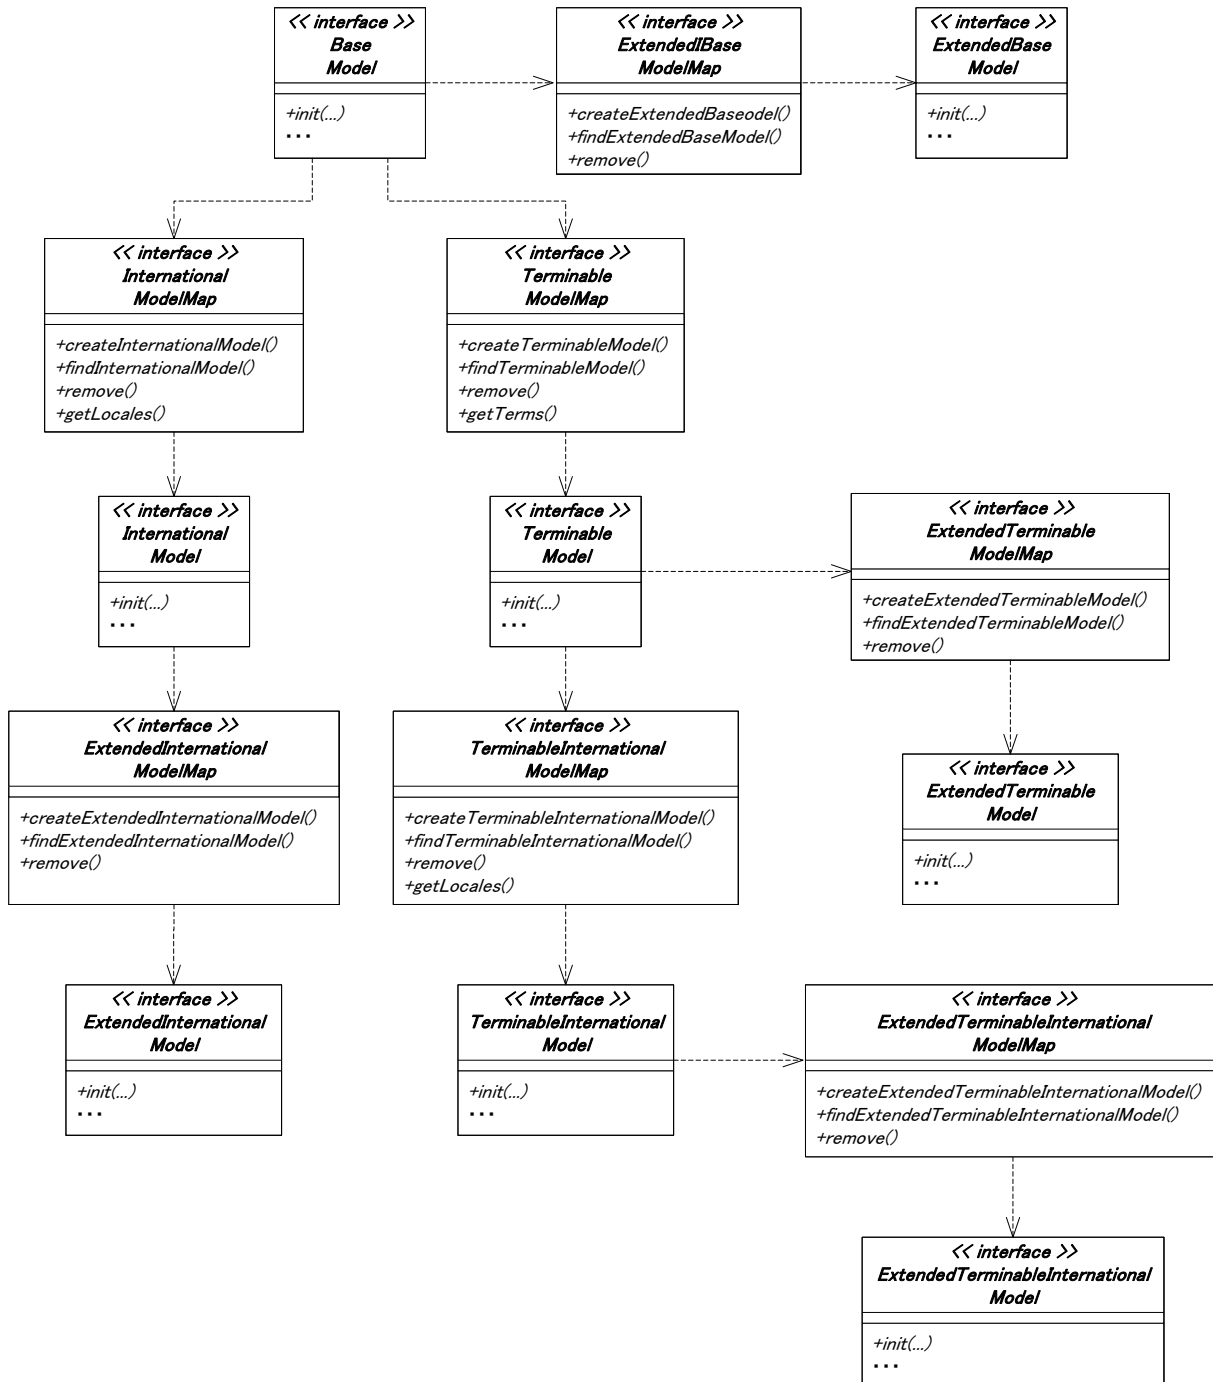 << interface >>
Base
Model
+init(...)
...
<< interface >>
ExtendedIBase
ModelMap
+createExtendedBaseodel()
+findExtendedBaseModel()
+remove()
<< interface >>
ExtendedBase
Model
+init(...)
...
<< interface >>
International
ModelMap
+createInternationalModel()
+findInternationalModel()
+remove()
+getLocales()
<< interface >>
Terminable
ModelMap
+createTerminableModel()
+findTerminableModel()
+remove()
+getTerms()
<< interface >>
International
Model
+init(...)
...
<< interface >>
Terminable
Model
+init(...)
...
<< interface >>
ExtendedTerminable
ModelMap
+createExtendedTerminableModel()
+findExtendedTerminableModel()
+remove()
<< interface >>
ExtendedInternational
ModelMap
+createExtendedInternationalModel()
+findExtendedInternationalModel()
+remove()
<< interface >>
TerminableInternational
ModelMap
+createTerminableInternationalModel()
+findTerminableInternationalModel()
+remove()
+getLocales()
<< interface >>
ExtendedTerminable
Model
+init(...)
...
<< interface >>
ExtendedInternational
Model
+init(...)
...
<< interface >>
TerminableInternational
Model
+init(...)
...
<< interface >>
ExtendedTerminableInternational
ModelMap
+createExtendedTerminableInternationalModel()
+findExtendedTerminableInternationalModel()
+remove()
<< interface >>
ExtendedTerminableInternational
Model
+init(...)
...